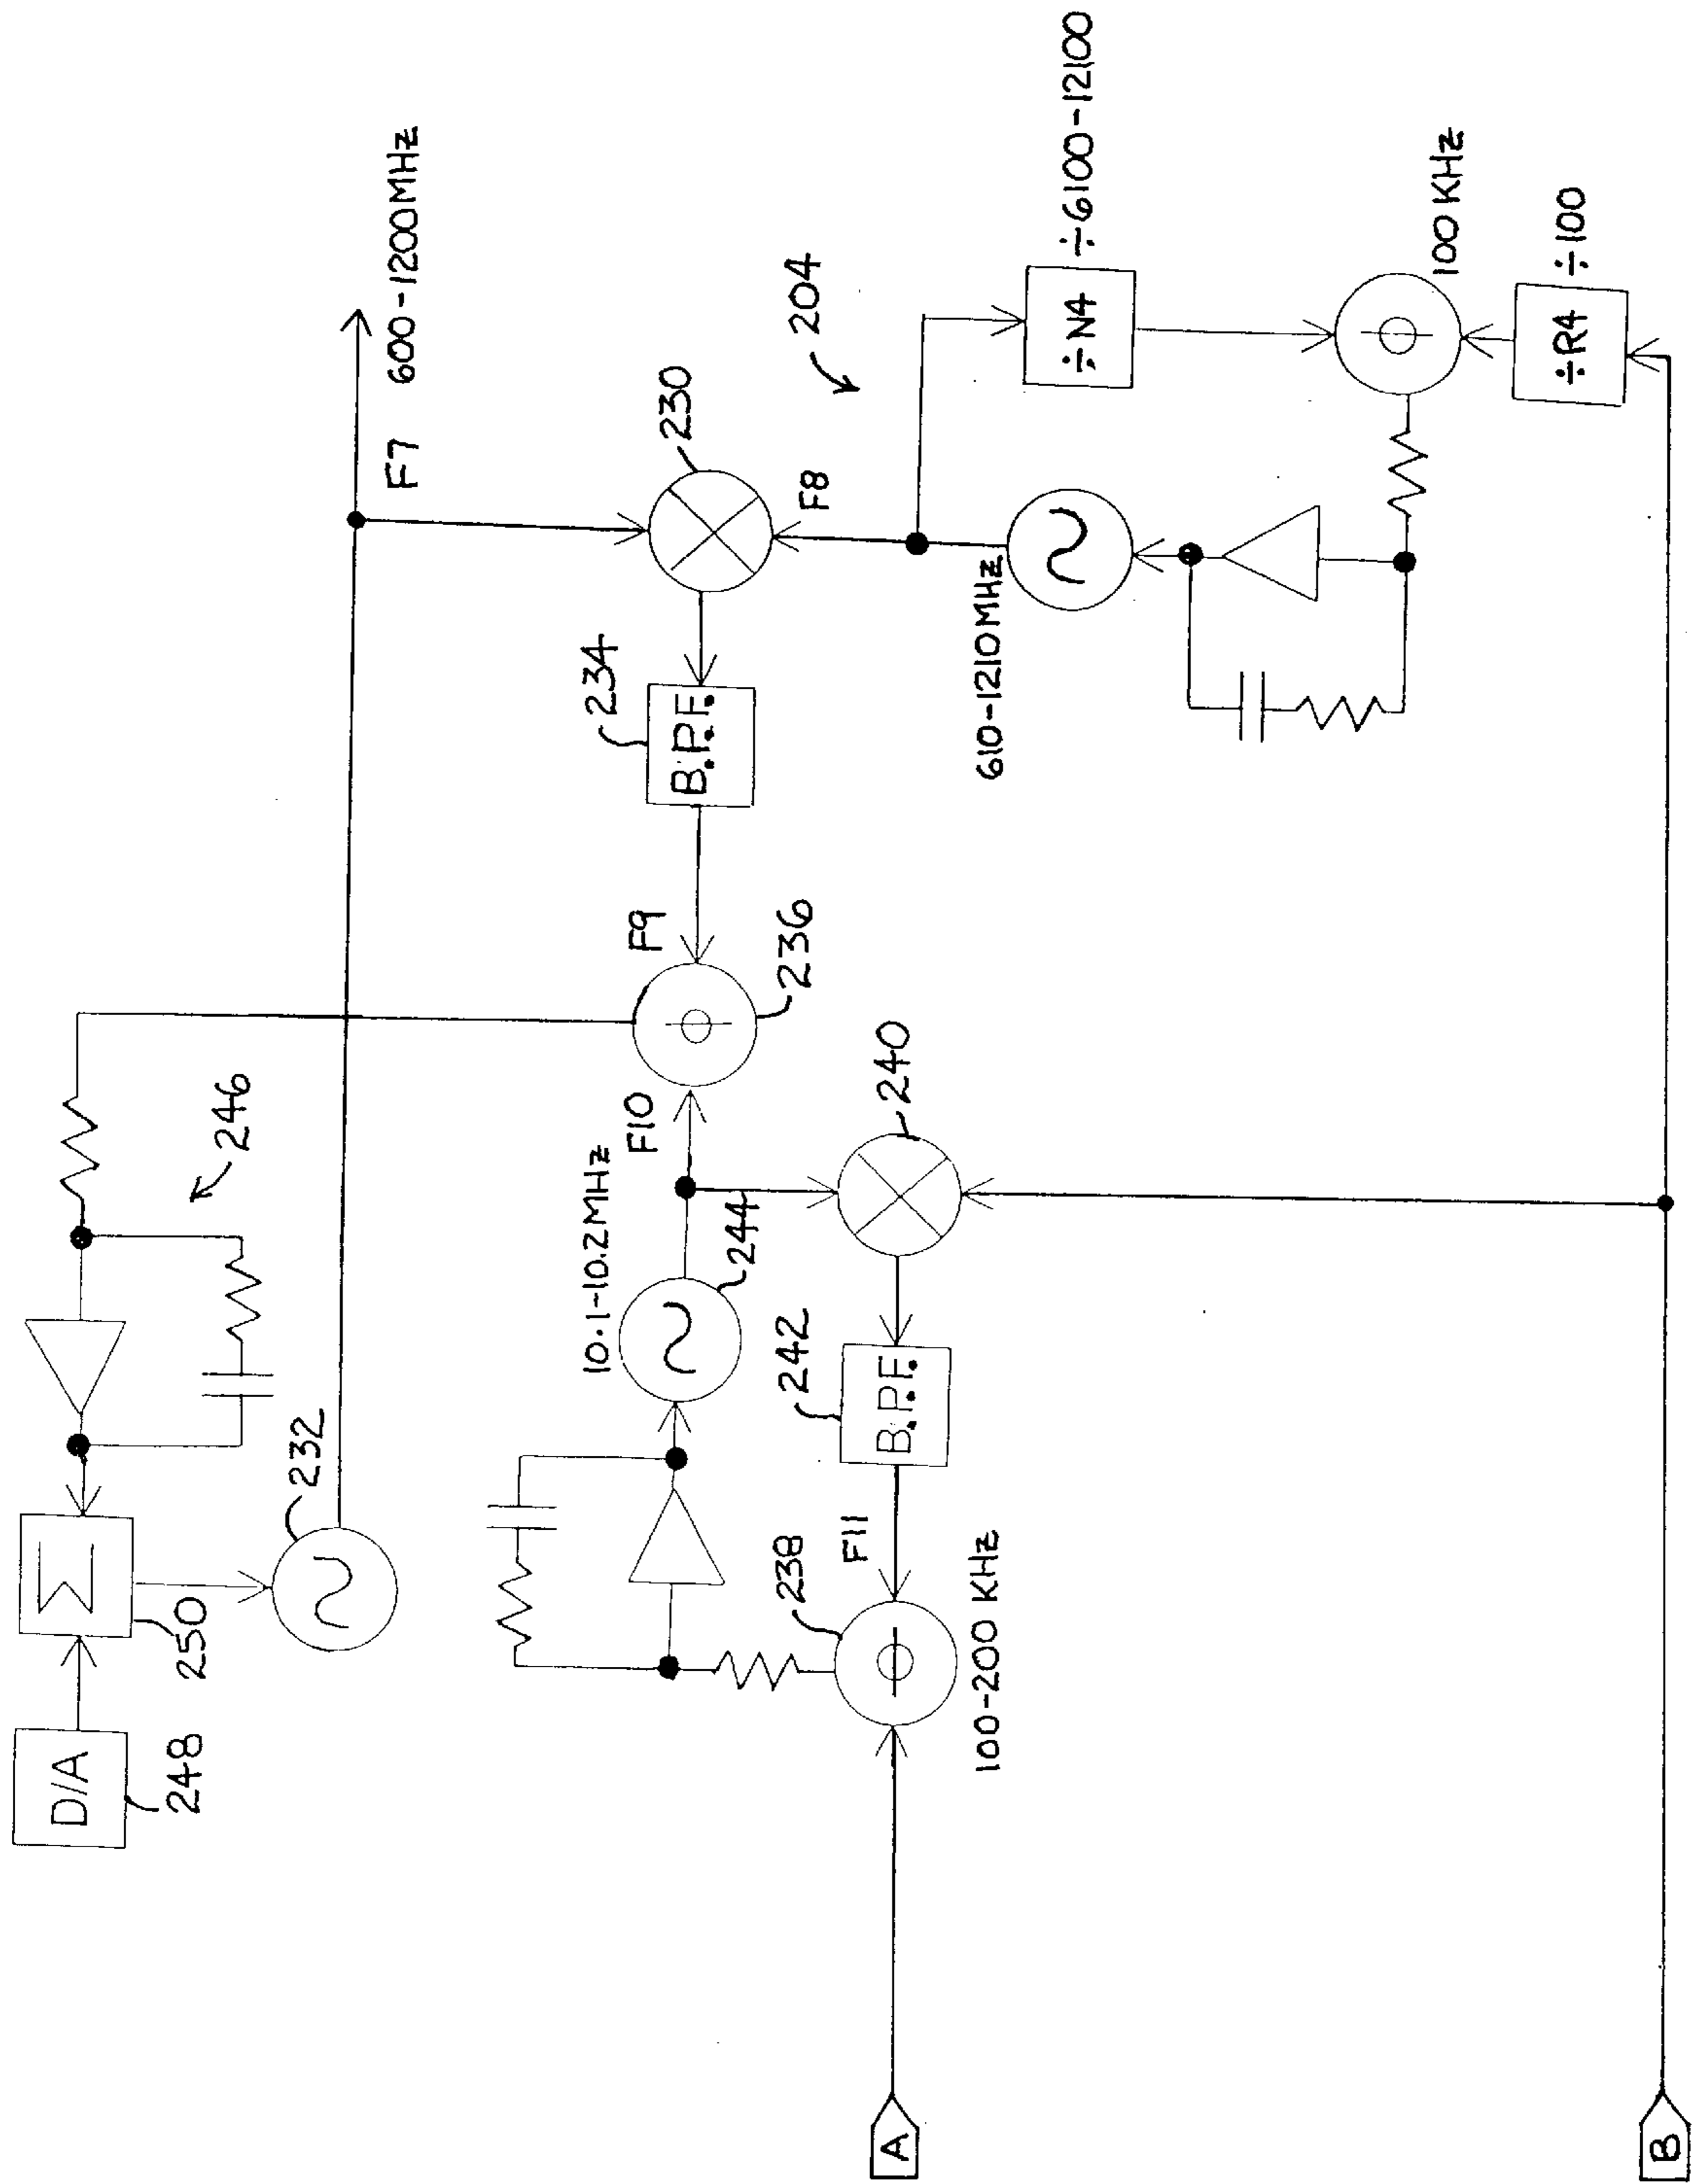 D/A
248
Σ
250
232
246
F7 600-1200MHz
230
234
B.P.F.
F9
236
F10
F8
204
÷N4
÷6100-12100
610-1210MHz
100KHz
÷R4
÷100
10.1-10.2MHz
244
240
242
B.P.F.
F11
238
100-200 KHz
A
B